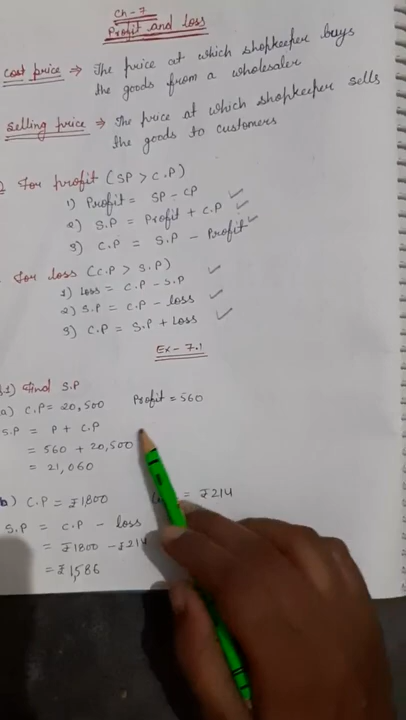 Ch-7
Profit and Loss
Cost price ⇒ The price at which shopkeeper buys
the goods from a wholesaler
Selling price ⇒ The price at which shopkeeper sells
the goods to customers
For profit (SP > C.P)
1) Profit = SP - CP
2) S.P = Profit + C.P
3) C.P = S.P - Profit
For loss (C.P > S.P)
1) Loss = C.P - S.P
2) S.P = C.P - loss
3) C.P = S.P + Loss
Ex-7.1
1) Find S.P
a) C.P = 20,500 Profit = 560
S.P = P + C.P
= 560 + 20,500
= 21,060
b) C.P = ₹1800 = ₹214
S.P = C.P - loss
= ₹1800 - ₹214
= ₹1,586